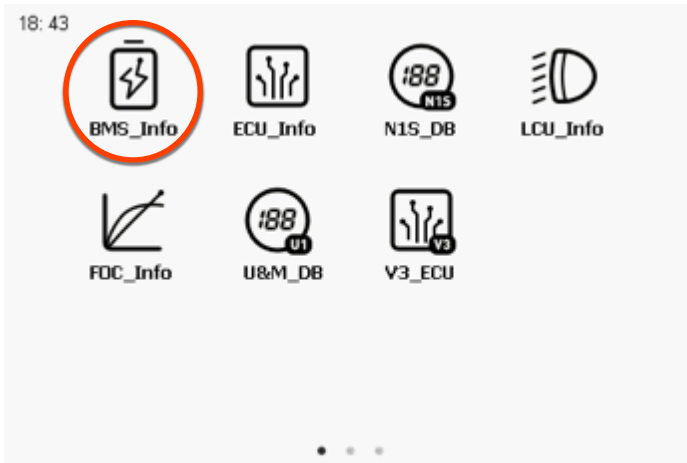 18:43
BMS_Info ECU_Info N1S_DB LCU_Info
188 N1S
FOC_Info U&M_DB V3_ECU
188 U1 V3